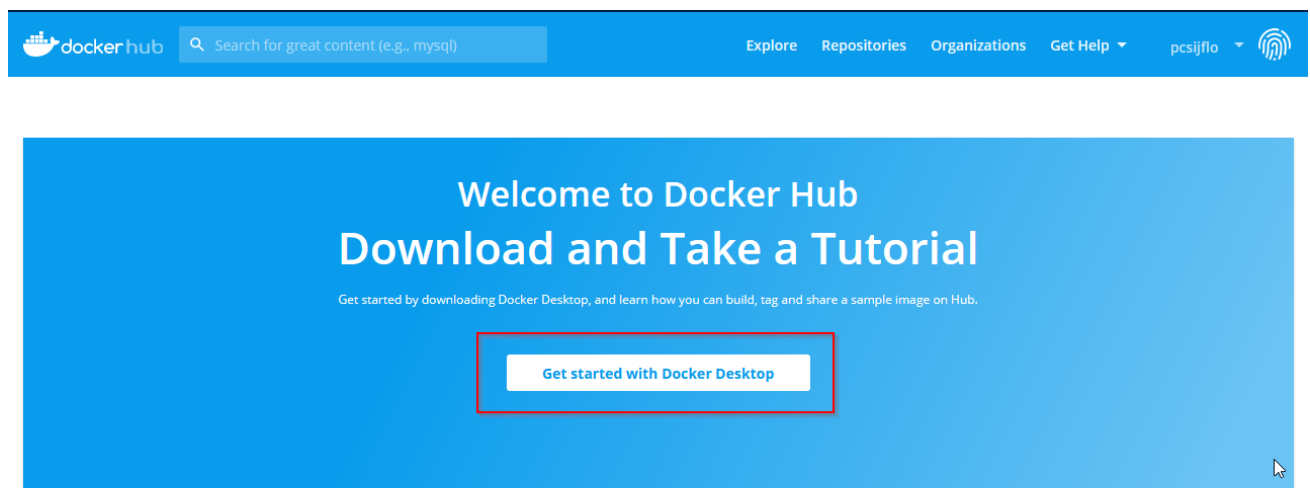 dockerhub Search for great content (e.g., mysql) Explore Repositories Organizations Get Help pcsijflo
Welcome to Docker Hub
Download and Take a Tutorial
Get started by downloading Docker Desktop, and learn how you can build, tag and share a sample image on Hub.
Get started with Docker Desktop